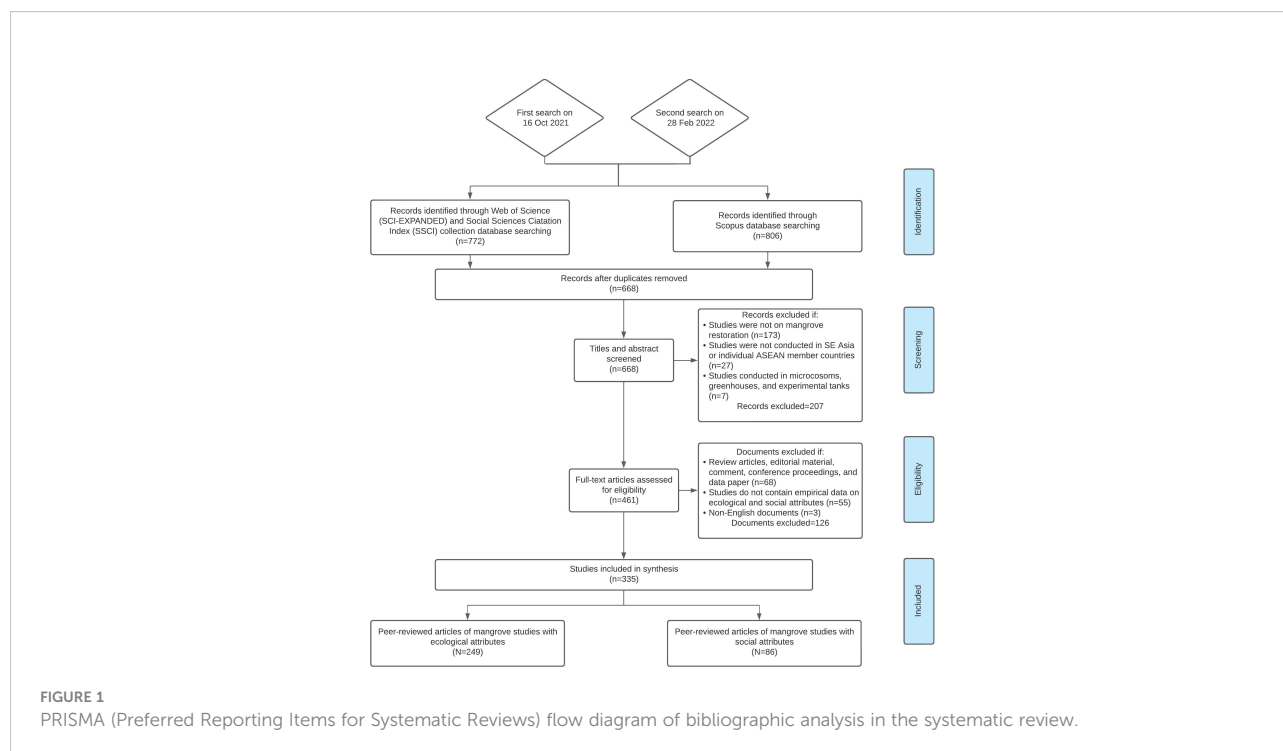 First search on
16 Oct 2021
Second search on
28 Feb 2022
Records identified through Web of Science
(SCI-EXPANDED) and Social Sciences Ciatation
Index (SSCI) collection database searching
(n=772)
Records identified through
Scopus database searching
(n=806)
Identification
Records after duplicates removed
(n=668)
Titles and abstract
screened
(n=668)
Records excluded if:
• Studies were not on mangrove
restoration (n=173)
• Studies were not conducted in SE Asia
or individual ASEAN member countries
(n=27)
• Studies conducted in microcosoms,
greenhouses, and experimental tanks
(n=7)
Records excluded=207
Screening
Full-text articles assessed
for eligibility
(n=461)
Documents excluded if:
• Review articles, editorial material,
comment, conference proceedings, and
data paper (n=68)
• Studies do not contain empirical data on
ecological and social attributes (n=55)
• Non-English documents (n=3)
Documents excluded=126
Eligibility
Studies included in synthesis
(n=335)
Peer-reviewed articles of mangrove studies with
ecological attributes
(N=249)
Peer-reviewed articles of mangrove studies with social
attributes
(N=86)
Included
FIGURE 1
PRISMA (Preferred Reporting Items for Systematic Reviews) flow diagram of bibliographic analysis in the systematic review.